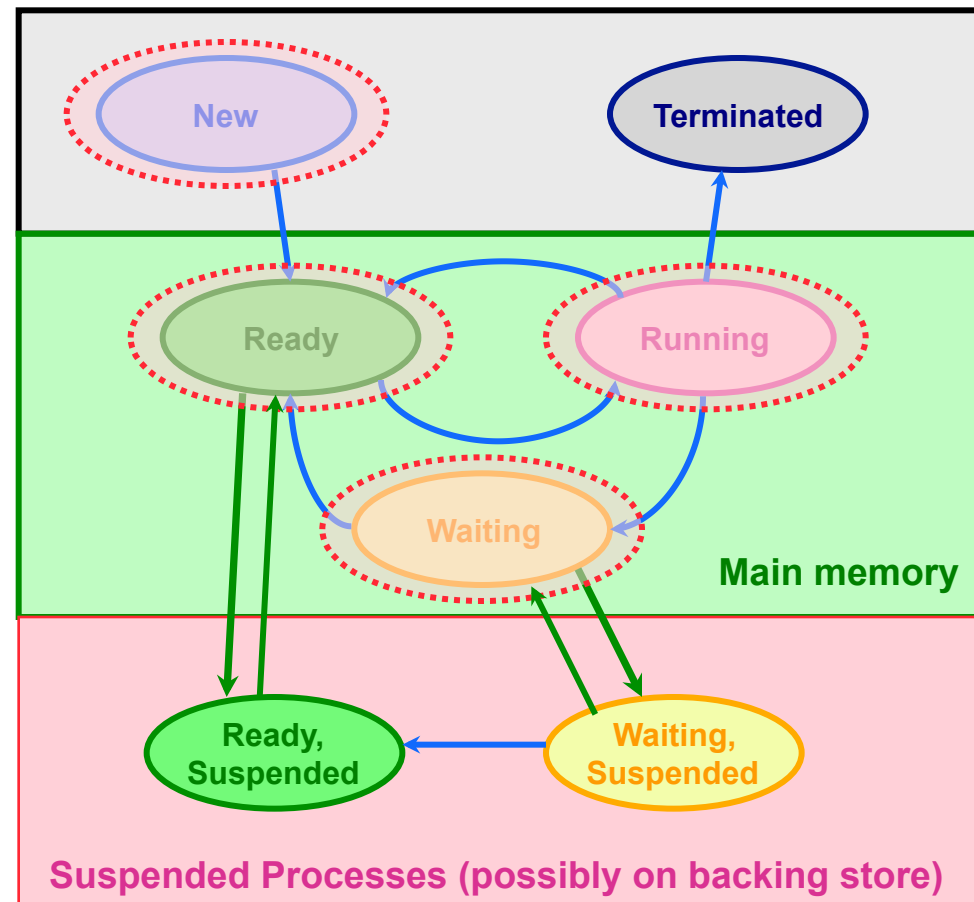 New
Terminated
Ready
Running
Waiting
Main memory
Ready,
Suspended
Waiting,
Suspended
Suspended Processes (possibly on backing store)